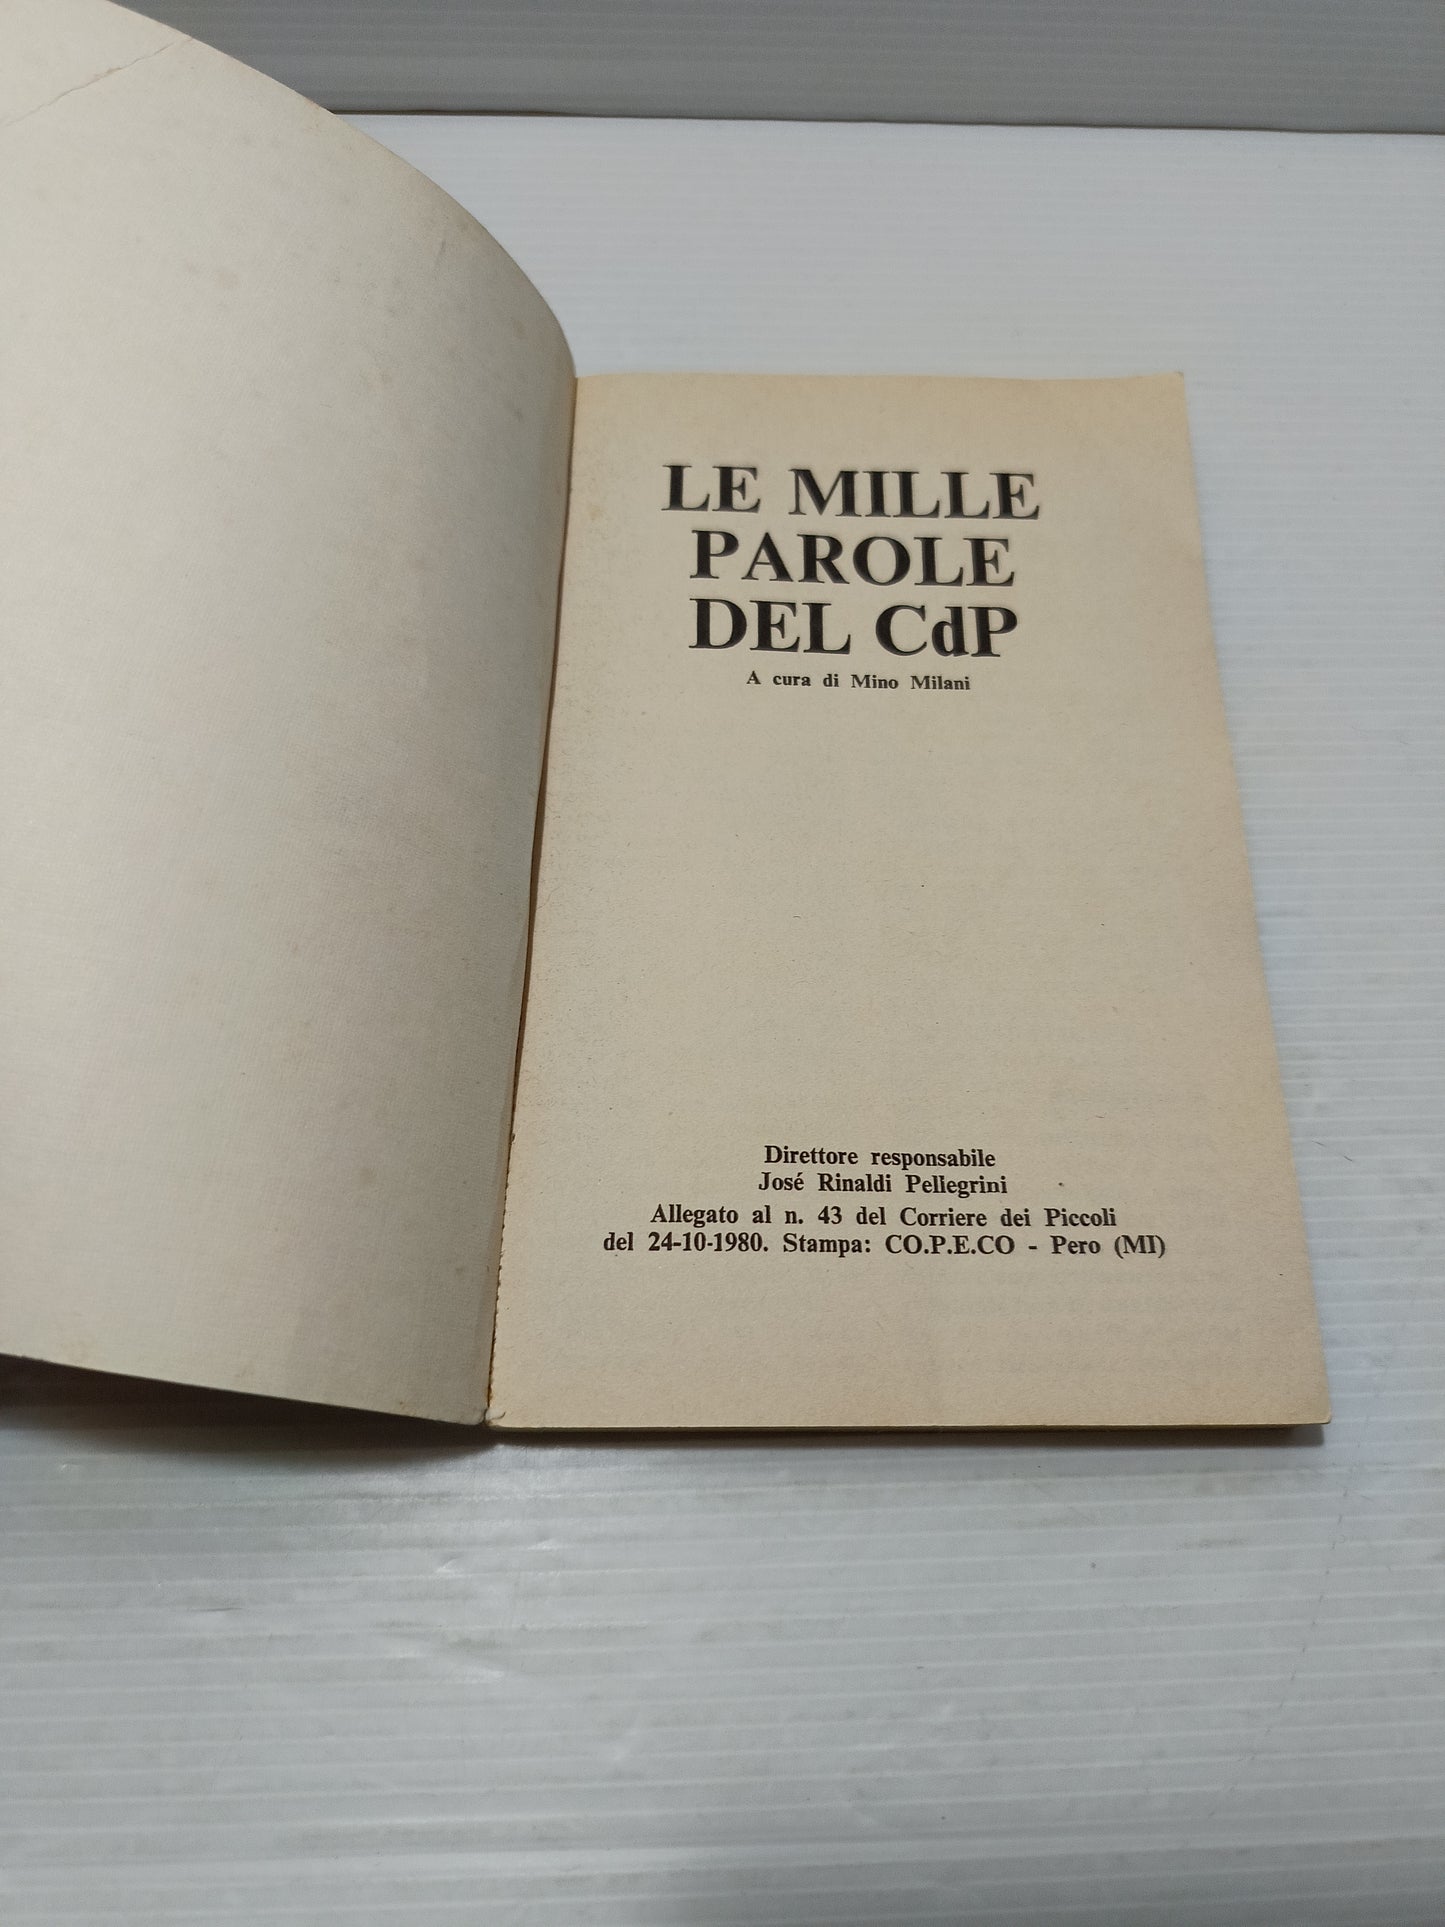 LE MILLE
PAROLE
DEL CdP
A cura di Mino Milani
Direttore responsabile
José Rinaldi Pellegrini
Allegato al n. 43 del Corriere dei Piccoli
del 24-10-1980. Stampa: CO.P.E.CO - Pero (MI)